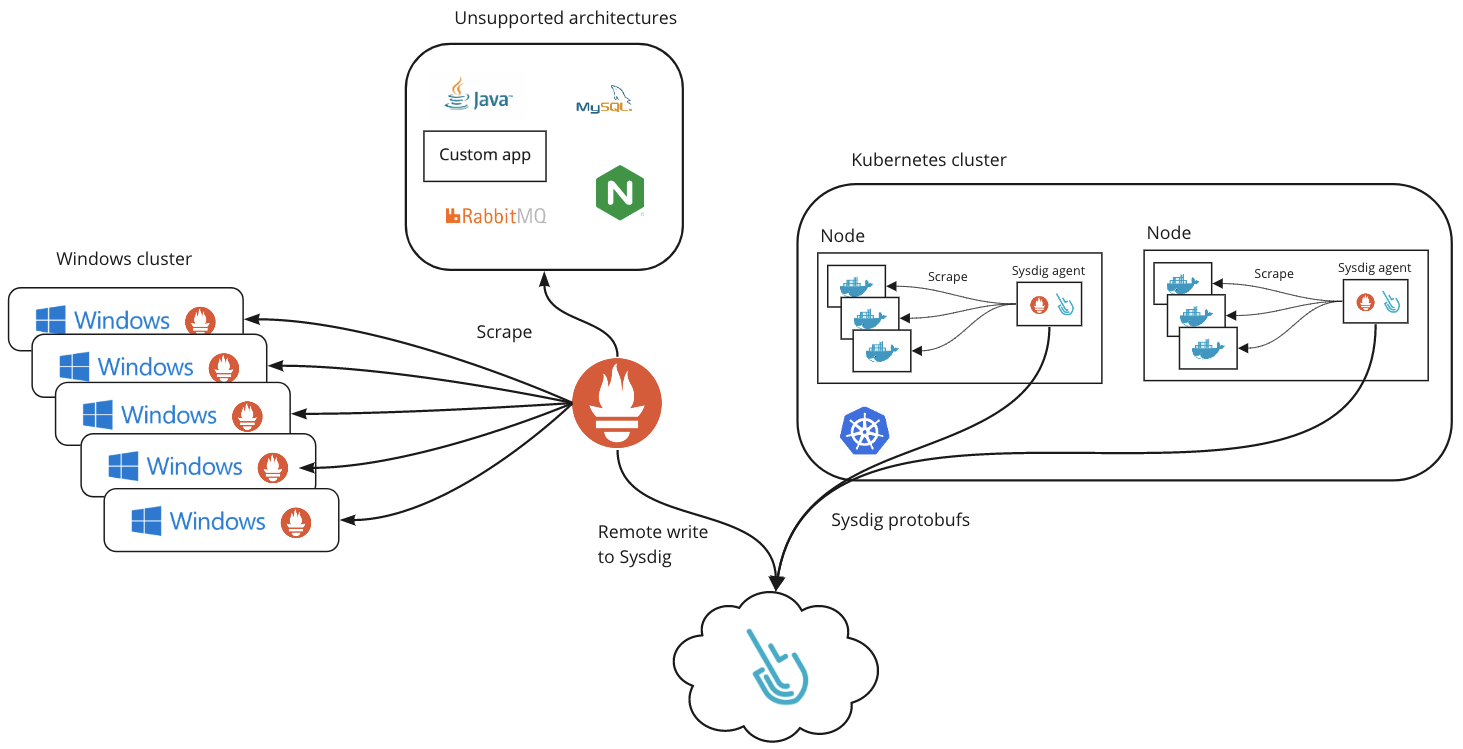 Unsupported architectures
Java™
MySQL®
Custom app
N
RabbitMQ
Windows cluster
Windows
Windows
Windows
Windows
Windows
Scrape
Remote write
to Sysdig
Kubernetes cluster
Node
Scrape
Sysdig agent
Node
Scrape
Sysdig agent
Sysdig protobufs